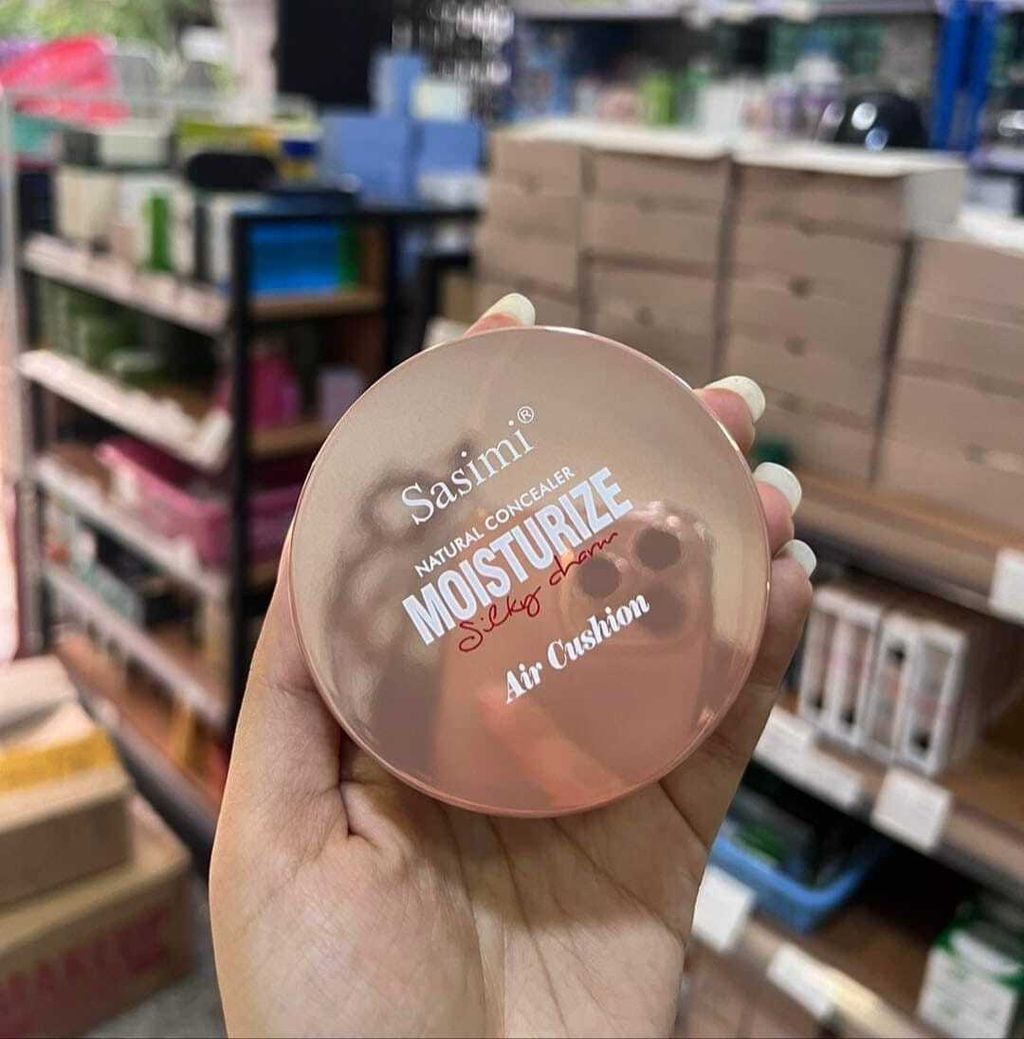 Sasimi®
NATURAL CONCEALER
MOISTURIZE
Silky charm
Air Cushion